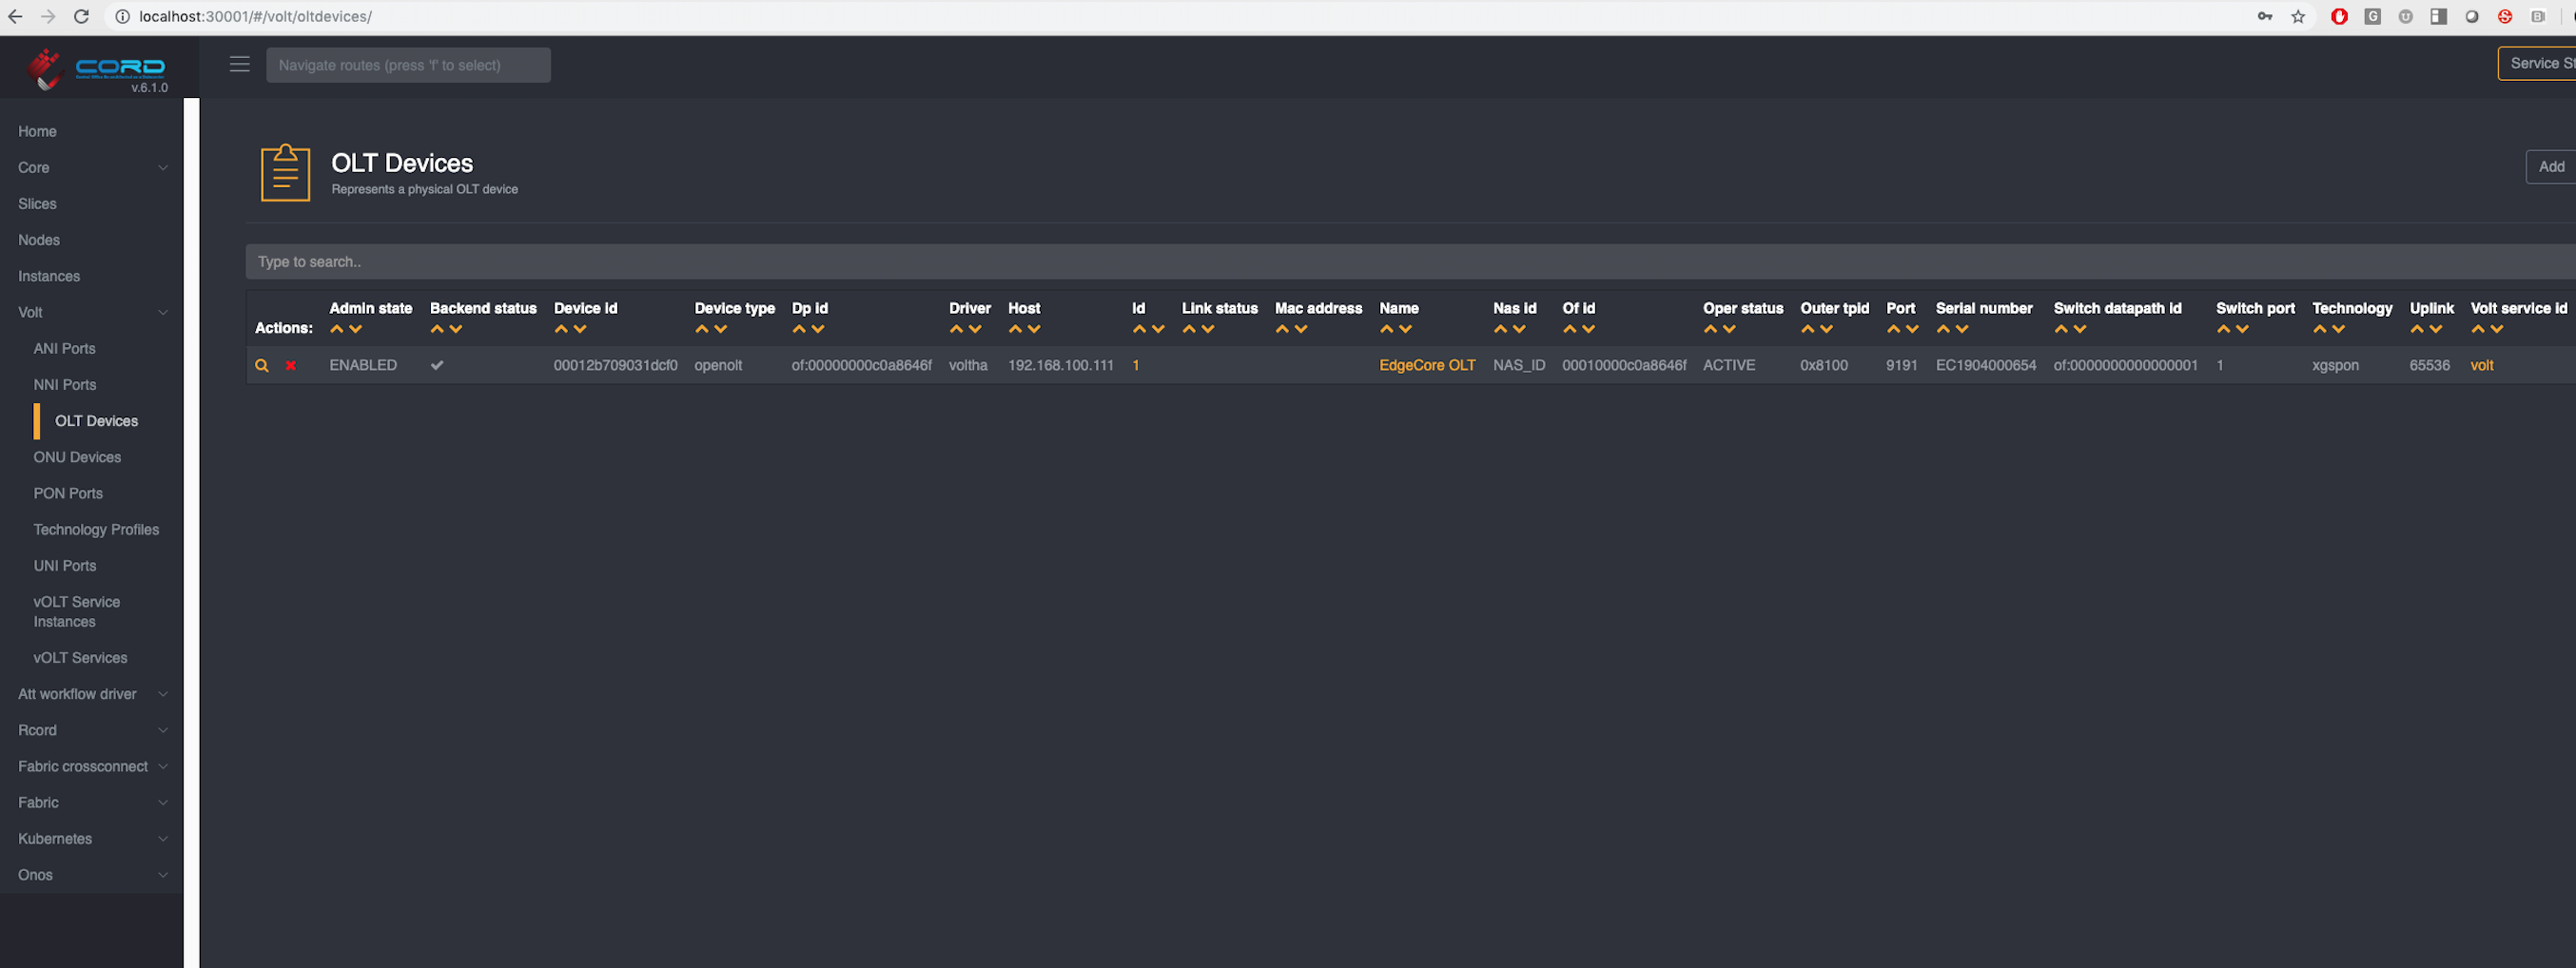 localhost:30001/#/volt/oltdevices/
CORD
v.6.1.0
Navigate routes (press 'f' to select)
Service St
Home
Core
Slices
Nodes
Instances
Volt
ANI Ports
NNI Ports
OLT Devices
ONU Devices
PON Ports
Technology Profiles
UNI Ports
vOLT Service
Instances
vOLT Services
Att workflow driver
Rcord
Fabric crossconnect
Fabric
Kubernetes
Onos
OLT Devices
Represents a physical OLT device
Add
Type to search..
Actions: Admin state Backend status Device id Device type Dp id Driver Host Id Link status Mac address Name Nas id Of id Oper status Outer tpid Port Serial number Switch datapath id Switch port Technology Uplink Volt service id
ENABLED 00012b709031dcf0 openolt of:00000000c0a8646f voltha 192.168.100.111 1 EdgeCore OLT NAS_ID 00010000c0a8646f ACTIVE 0x8100 9191 EC1904000654 of:0000000000000001 1 xgspon 65536 volt